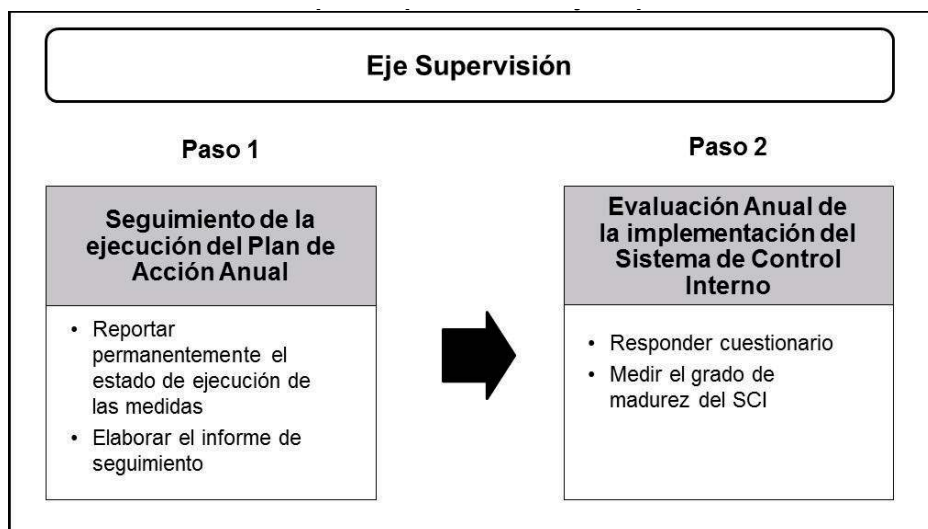 Eje Supervisión
Paso 1
Seguimiento de la
ejecución del Plan de
Acción Anual
• Reportar
permanentemente el
estado de ejecución de
las medidas
• Elaborar el informe de
seguimiento
Paso 2
Evaluación Anual de
la implementación del
Sistema de Control
Interno
• Responder cuestionario
• Medir el grado de
madurez del SCI